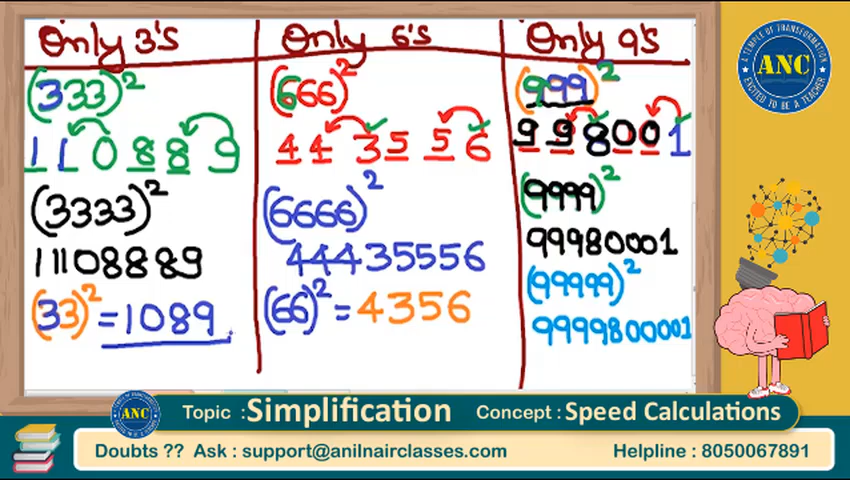 Only 3's
(333)²
110889
(3333)²
11108889
(33)² = 1089
Only 6's
(666)²
443556
(6666)²
44435556
(66)² = 4356
Only 9's
(999)²
998001
(9999)²
99980001
(99999)²
9999800001
A TEMPLE OF TRANSFORMATION
ANC
EXCITED TO BE A TEACHER
ANC
Topic : Simplification Concept : Speed Calculations
Doubts ?? Ask : support@anilnairclasses.com Helpline : 8050067891